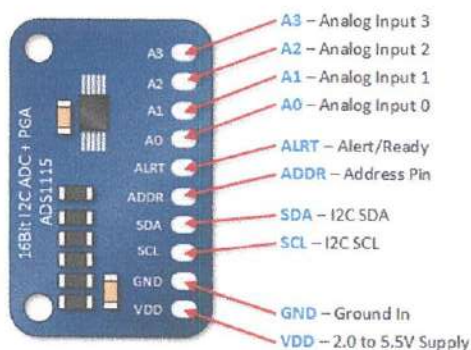 A3
A2
A1
A0
ALRT
ADDR
SDA
SCL
GND
VDD
16Bit I2C ADC + PGA
ADS1115
A3 – Analog Input 3
A2 – Analog Input 2
A1 – Analog Input 1
A0 – Analog Input 0
ALRT – Alert/Ready
ADDR – Address Pin
SDA – I2C SDA
SCL – I2C SCL
GND – Ground In
VDD – 2.0 to 5.5V Supply